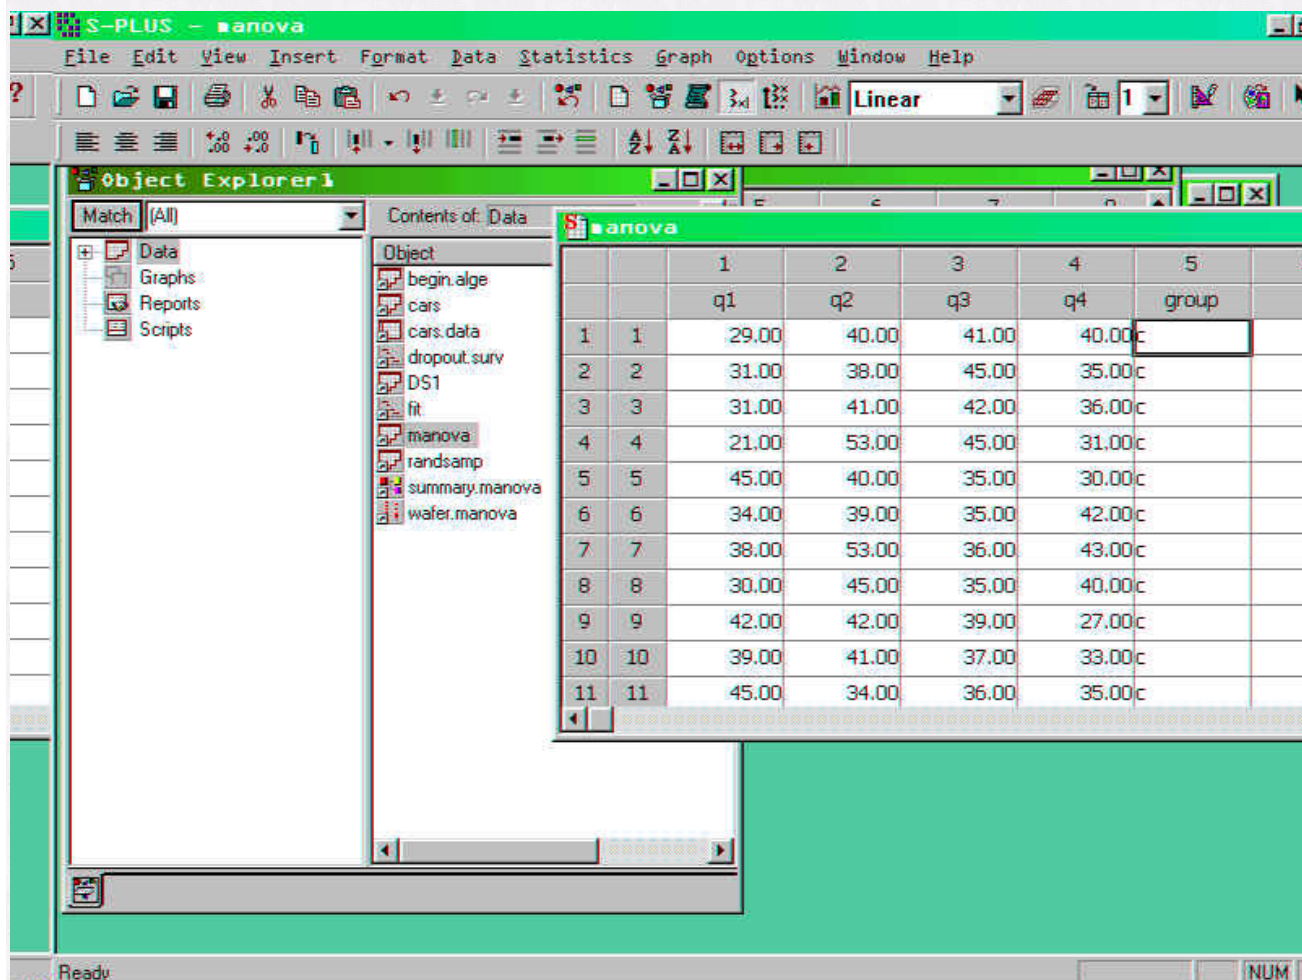 S-PLUS - manova
File Edit View Insert Format Data Statistics Graph Options Window Help
? Linear 1
Object Explorer1
Match (All) Contents of: Data
Data
Graphs
Reports
Scripts
Object
begin.alge
cars
cars.data
dropout.surv
DS1
fit
manova
randsamp
summary.manova
wafer.manova
manova
1 2 3 4 5
q1 q2 q3 q4 group
1 1 29.00 40.00 41.00 40.00 c
2 2 31.00 38.00 45.00 35.00 c
3 3 31.00 41.00 42.00 36.00 c
4 4 21.00 53.00 45.00 31.00 c
5 5 45.00 40.00 35.00 30.00 c
6 6 34.00 39.00 35.00 42.00 c
7 7 38.00 53.00 36.00 43.00 c
8 8 30.00 45.00 35.00 40.00 c
9 9 42.00 42.00 39.00 27.00 c
10 10 39.00 41.00 37.00 33.00 c
11 11 45.00 34.00 36.00 35.00 c
Ready NUM